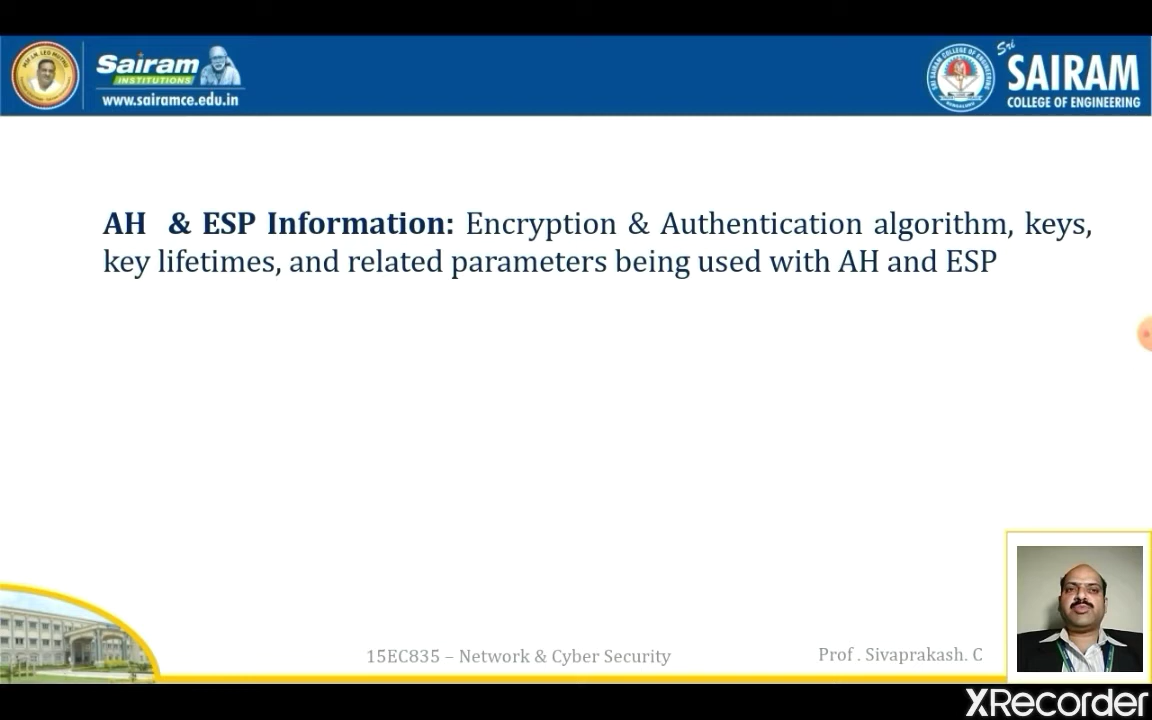 Sairam
INSTITUTIONS
www.sairamce.edu.in
Sri
SAIRAM
COLLEGE OF ENGINEERING
AH & ESP Information: Encryption & Authentication algorithm, keys,
key lifetimes, and related parameters being used with AH and ESP
15EC835 – Network & Cyber Security
Prof . Sivaprakash. C
XRecorder